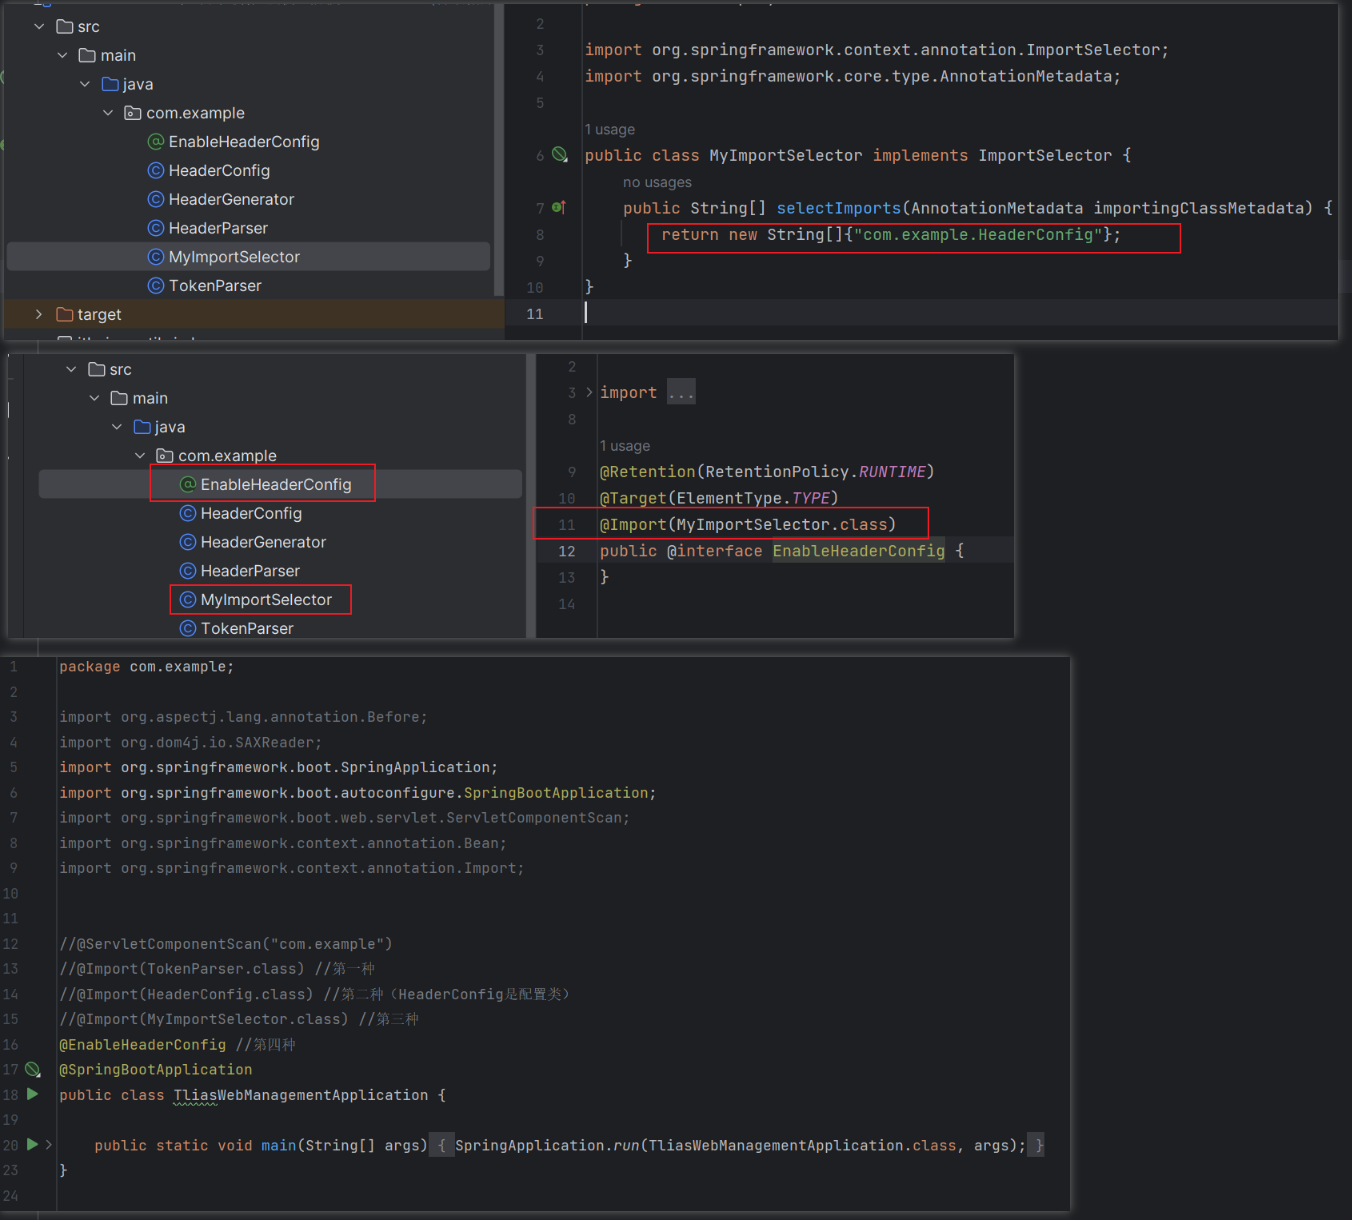 src
main
java
com.example
EnableHeaderConfig
HeaderConfig
HeaderGenerator
HeaderParser
MyImportSelector
TokenParser
target
2
3 import org.springframework.context.annotation.ImportSelector;
4 import org.springframework.core.type.AnnotationMetadata;
5
1 usage
6 public class MyImportSelector implements ImportSelector {
no usages
7 public String[] selectImports(AnnotationMetadata importingClassMetadata) {
8 return new String[]{"com.example.HeaderConfig"};
9 }
10 }
11
src
main
java
com.example
EnableHeaderConfig
HeaderConfig
HeaderGenerator
HeaderParser
MyImportSelector
TokenParser
2
3 import ...
8
1 usage
9 @Retention(RetentionPolicy.RUNTIME)
10 @Target(ElementType.TYPE)
11 @Import(MyImportSelector.class)
12 public @interface EnableHeaderConfig {
13 }
14
1 package com.example;
2
3 import org.aspectj.lang.annotation.Before;
4 import org.dom4j.io.SAXReader;
5 import org.springframework.boot.SpringApplication;
6 import org.springframework.boot.autoconfigure.SpringBootApplication;
7 import org.springframework.boot.web.servlet.ServletComponentScan;
8 import org.springframework.context.annotation.Bean;
9 import org.springframework.context.annotation.Import;
10
11
12 //@ServletComponentScan("com.example")
13 //@Import(TokenParser.class) //第一种
14 //@Import(HeaderConfig.class) //第二种（HeaderConfig是配置类）
15 //@Import(MyImportSelector.class) //第三种
16 @EnableHeaderConfig //第四种
17 @SpringBootApplication
18 public class TliasWebManagementApplication {
19
20 public static void main(String[] args) { SpringApplication.run(TliasWebManagementApplication.class, args); }
23 }
24